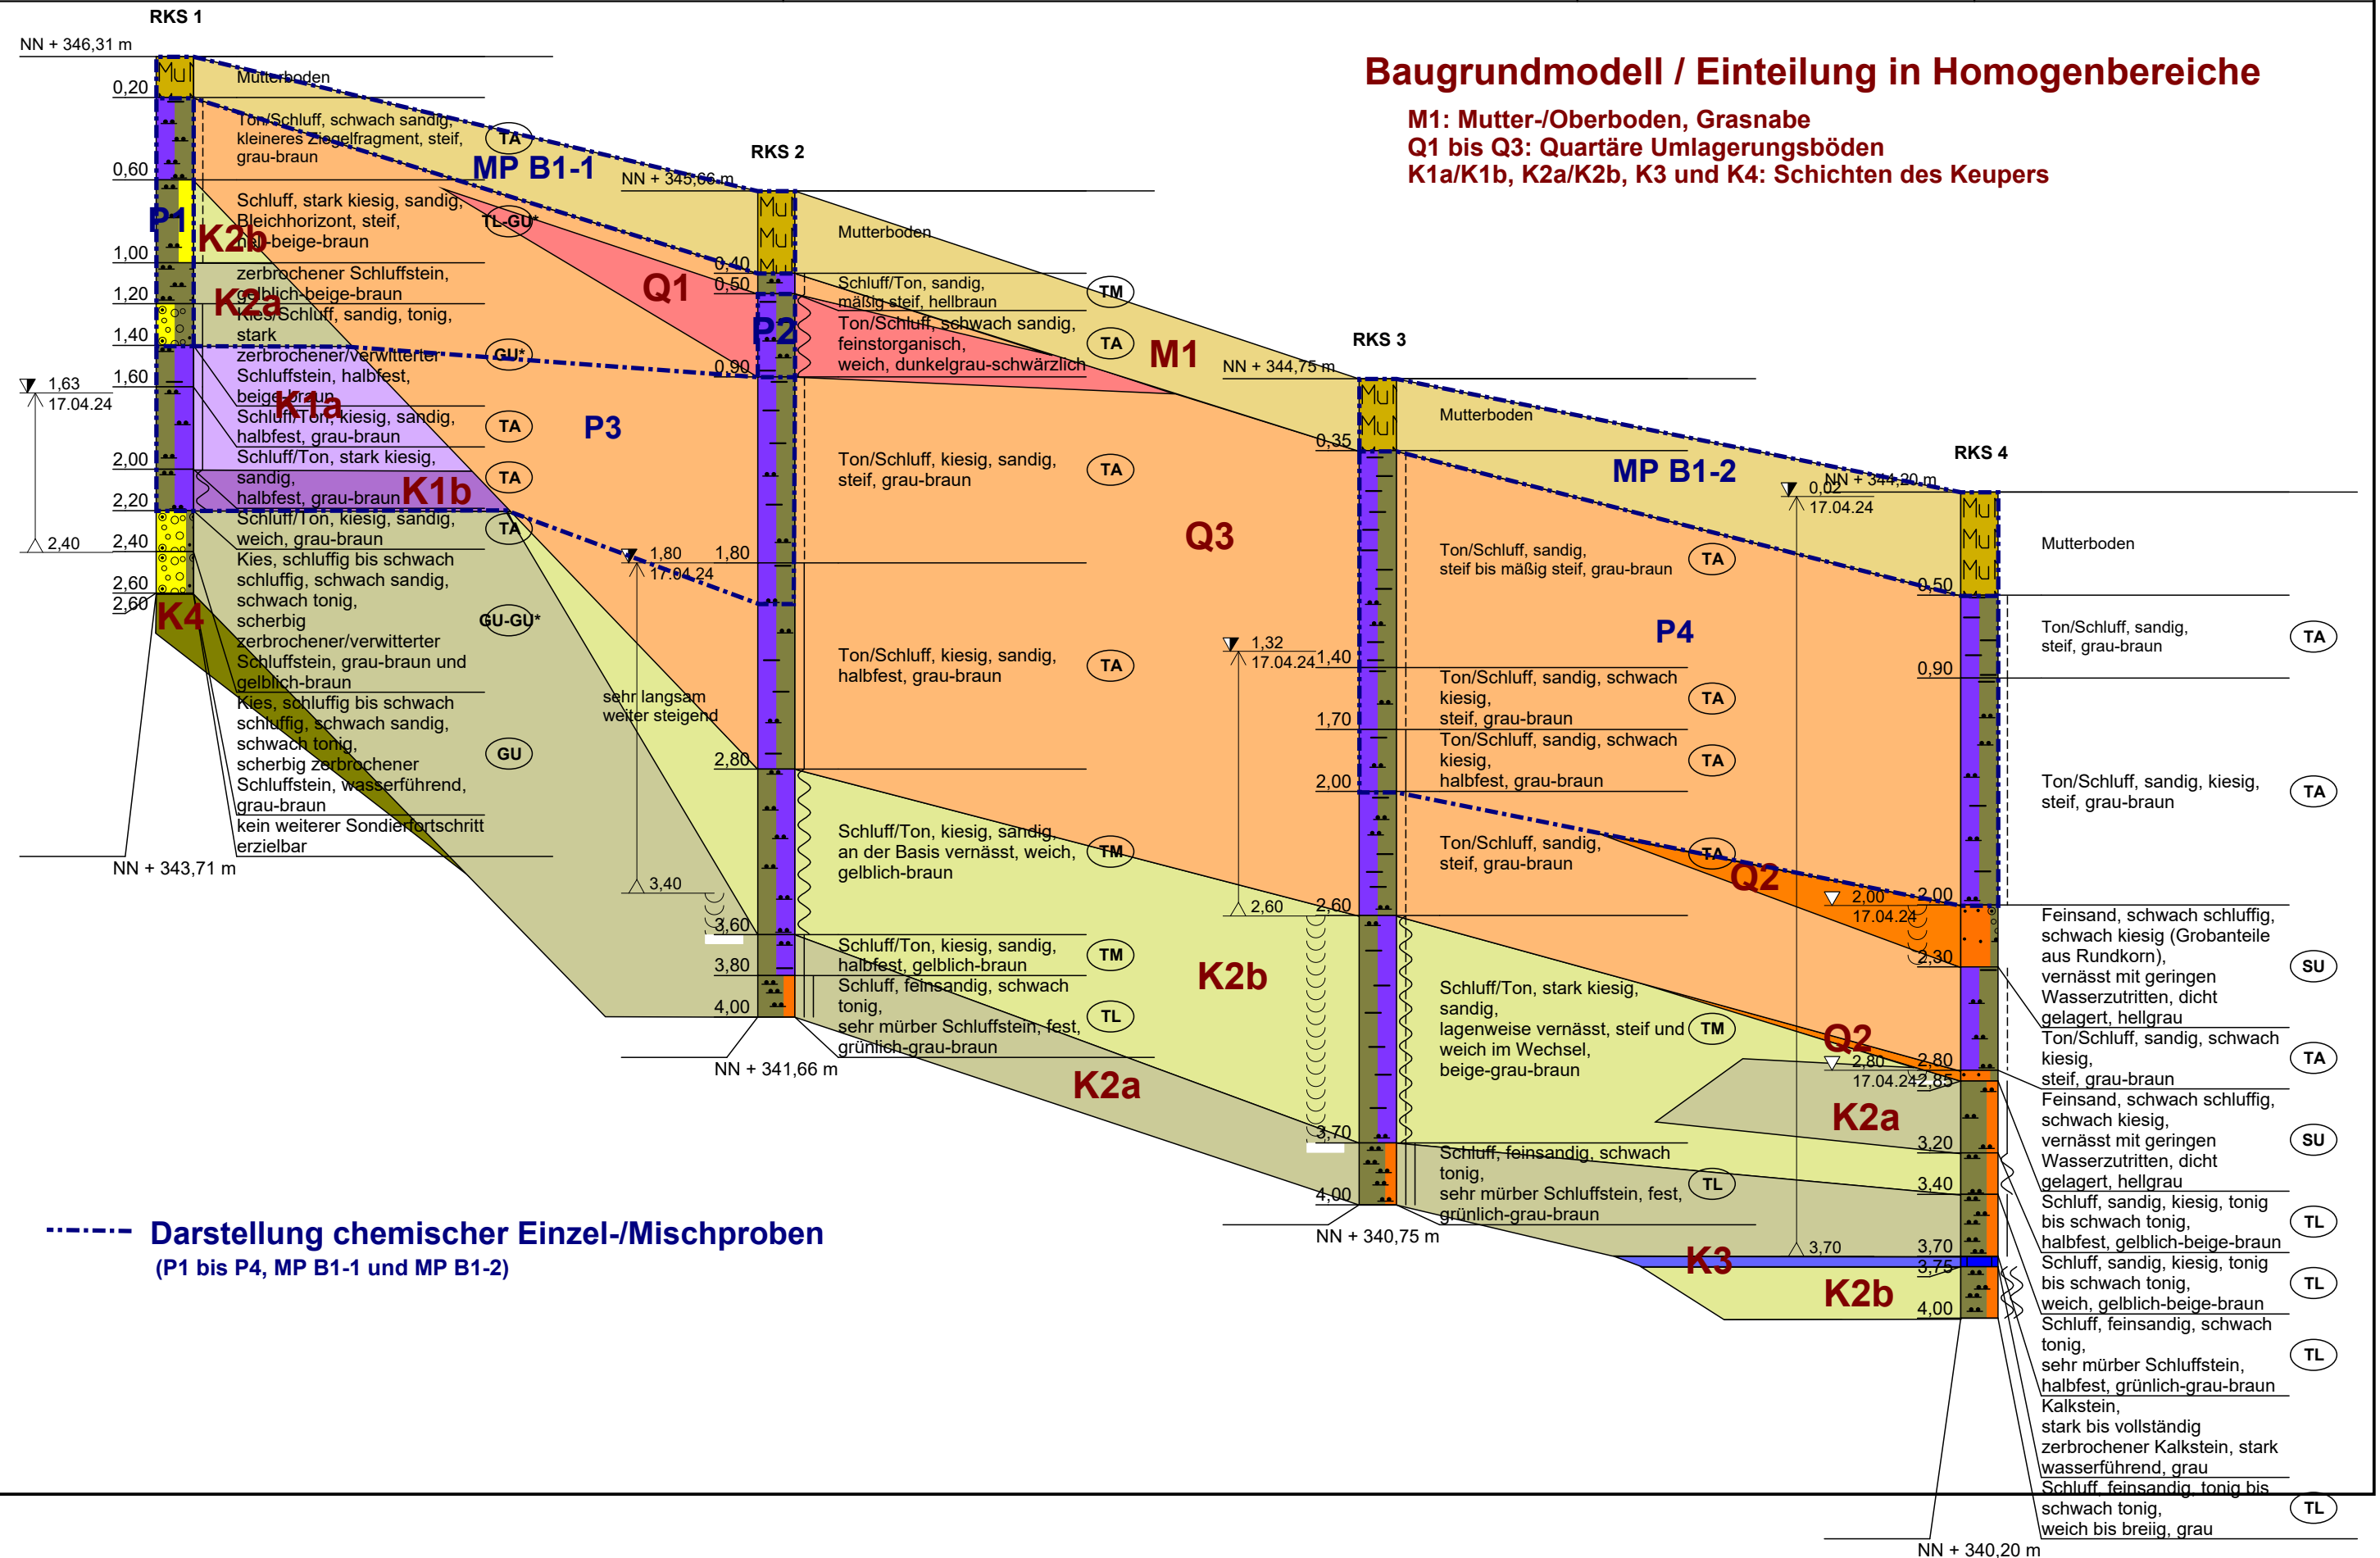 RKS 1
NN + 346,31 m
Mutterboden
0,20
Ton/Schluff, schwach sandig,
kleineres Ziegelfragment, steif,
grau-braun
TA
0,60
Schluff, stark kiesig, sandig,
Bleichhorizont, steif,
hell-beige-braun
TL-GU*
1,00
zerbrochener Schluffstein,
gelblich-beige-braun
1,20
Kies/Schluff, sandig, tonig,
stark
zerbrochener/verwitterter
Schluffstein, halbfest,
beige-braun
GU*
1,40
Schluff/Ton, kiesig, sandig,
halbfest, grau-braun
TA
1,60
Schluff/Ton, stark kiesig,
sandig,
halbfest, grau-braun
TA
2,00
Schluff/Ton, kiesig, sandig,
weich, grau-braun
TA
2,20
Kies, schluffig bis schwach
schluffig, schwach sandig,
schwach tonig,
scherbig
zerbrochener/verwitterter
Schluffstein, grau-braun und
gelblich-braun
GU-GU*
2,40
Kies, schluffig bis schwach
schluffig, schwach sandig,
schwach tonig,
scherbig zerbrochener
Schluffstein, wasserführend,
grau-braun
GU
2,60
2,60
kein weiterer Sondierfortschritt
erzielbar
NN + 343,71 m
1,63
17.04.24
2,40
P1
K2b
K2a
K1a
K1b
K4
MP B1-1
Q1
P3
RKS 2
NN + 345,66 m
Mu
Mu
M
Mutterboden
0,40
Schluff/Ton, sandig,
mäßig steif, hellbraun
TM
0,50
Ton/Schluff, schwach sandig,
feinstorganisch,
weich, dunkelgrau-schwärzlich
TA
P2
0,90
Ton/Schluff, kiesig, sandig,
steif, grau-braun
TA
1,80
Ton/Schluff, kiesig, sandig,
halbfest, grau-braun
TA
2,80
Schluff/Ton, kiesig, sandig,
an der Basis vernässt, weich,
gelblich-braun
TM
3,60
Schluff/Ton, kiesig, sandig,
halbfest, gelblich-braun
TM
3,80
Schluff, feinsandig, schwach
tonig,
sehr mürber Schluffstein, fest,
grünlich-grau-braun
TL
4,00
NN + 341,66 m
1,80
17.04.24
sehr langsam
weiter steigend
3,40
M1
Q3
K2b
K2a
RKS 3
NN + 344,75 m
Mu
Mu
Mutterboden
0,35
Ton/Schluff, sandig,
steif bis mäßig steif, grau-braun
TA
1,40
Ton/Schluff, sandig, schwach
kiesig,
steif, grau-braun
TA
1,70
Ton/Schluff, sandig, schwach
kiesig,
halbfest, grau-braun
TA
2,00
Ton/Schluff, sandig,
steif, grau-braun
TA
2,60
Schluff/Ton, stark kiesig,
sandig,
lagenweise vernässt, steif und
weich im Wechsel,
beige-grau-braun
TM
3,70
Schluff, feinsandig, schwach
tonig,
sehr mürber Schluffstein, fest,
grünlich-grau-braun
TL
4,00
NN + 340,75 m
1,32
17.04.24
2,60
MP B1-2
P4
Q2
Q2
K2a
K3
K2b
RKS 4
NN + 344,20 m
Mu
Mu
Mu
Mutterboden
0,50
Ton/Schluff, sandig,
steif, grau-braun
TA
0,90
Ton/Schluff, sandig, kiesig,
steif, grau-braun
TA
2,00
Feinsand, schwach schluffig,
schwach kiesig (Grobanteile
aus Rundkorn),
vernässt mit geringen
Wasserzutritten, dicht
gelagert, hellgrau
SU
2,30
Ton/Schluff, sandig, schwach
kiesig,
steif, grau-braun
TA
2,80
Feinsand, schwach schluffig,
schwach kiesig,
vernässt mit geringen
Wasserzutritten, dicht
gelagert, hellgrau
SU
2,85
Schluff, sandig, kiesig, tonig
bis schwach tonig,
halbfest, gelblich-beige-braun
TL
3,20
Schluff, sandig, kiesig, tonig
bis schwach tonig,
weich, gelblich-beige-braun
TL
3,40
Schluff, feinsandig, schwach
tonig,
sehr mürber Schluffstein,
halbfest, grünlich-grau-braun
TL
3,70
Kalkstein,
stark bis vollständig
zerbrochener Kalkstein, stark
wasserführend, grau
3,75
Schluff, feinsandig, tonig bis
schwach tonig,
weich bis breiig, grau
TL
4,00
NN + 340,20 m
0,02
17.04.24
3,70
2,00
17.04.24
2,80
17.04.24
Baugrundmodell / Einteilung in Homogenbereiche
M1: Mutter-/Oberboden, Grasnabe
Q1 bis Q3: Quartäre Umlagerungsböden
K1a/K1b, K2a/K2b, K3 und K4: Schichten des Keupers
Darstellung chemischer Einzel-/Mischproben
(P1 bis P4, MP B1-1 und MP B1-2)